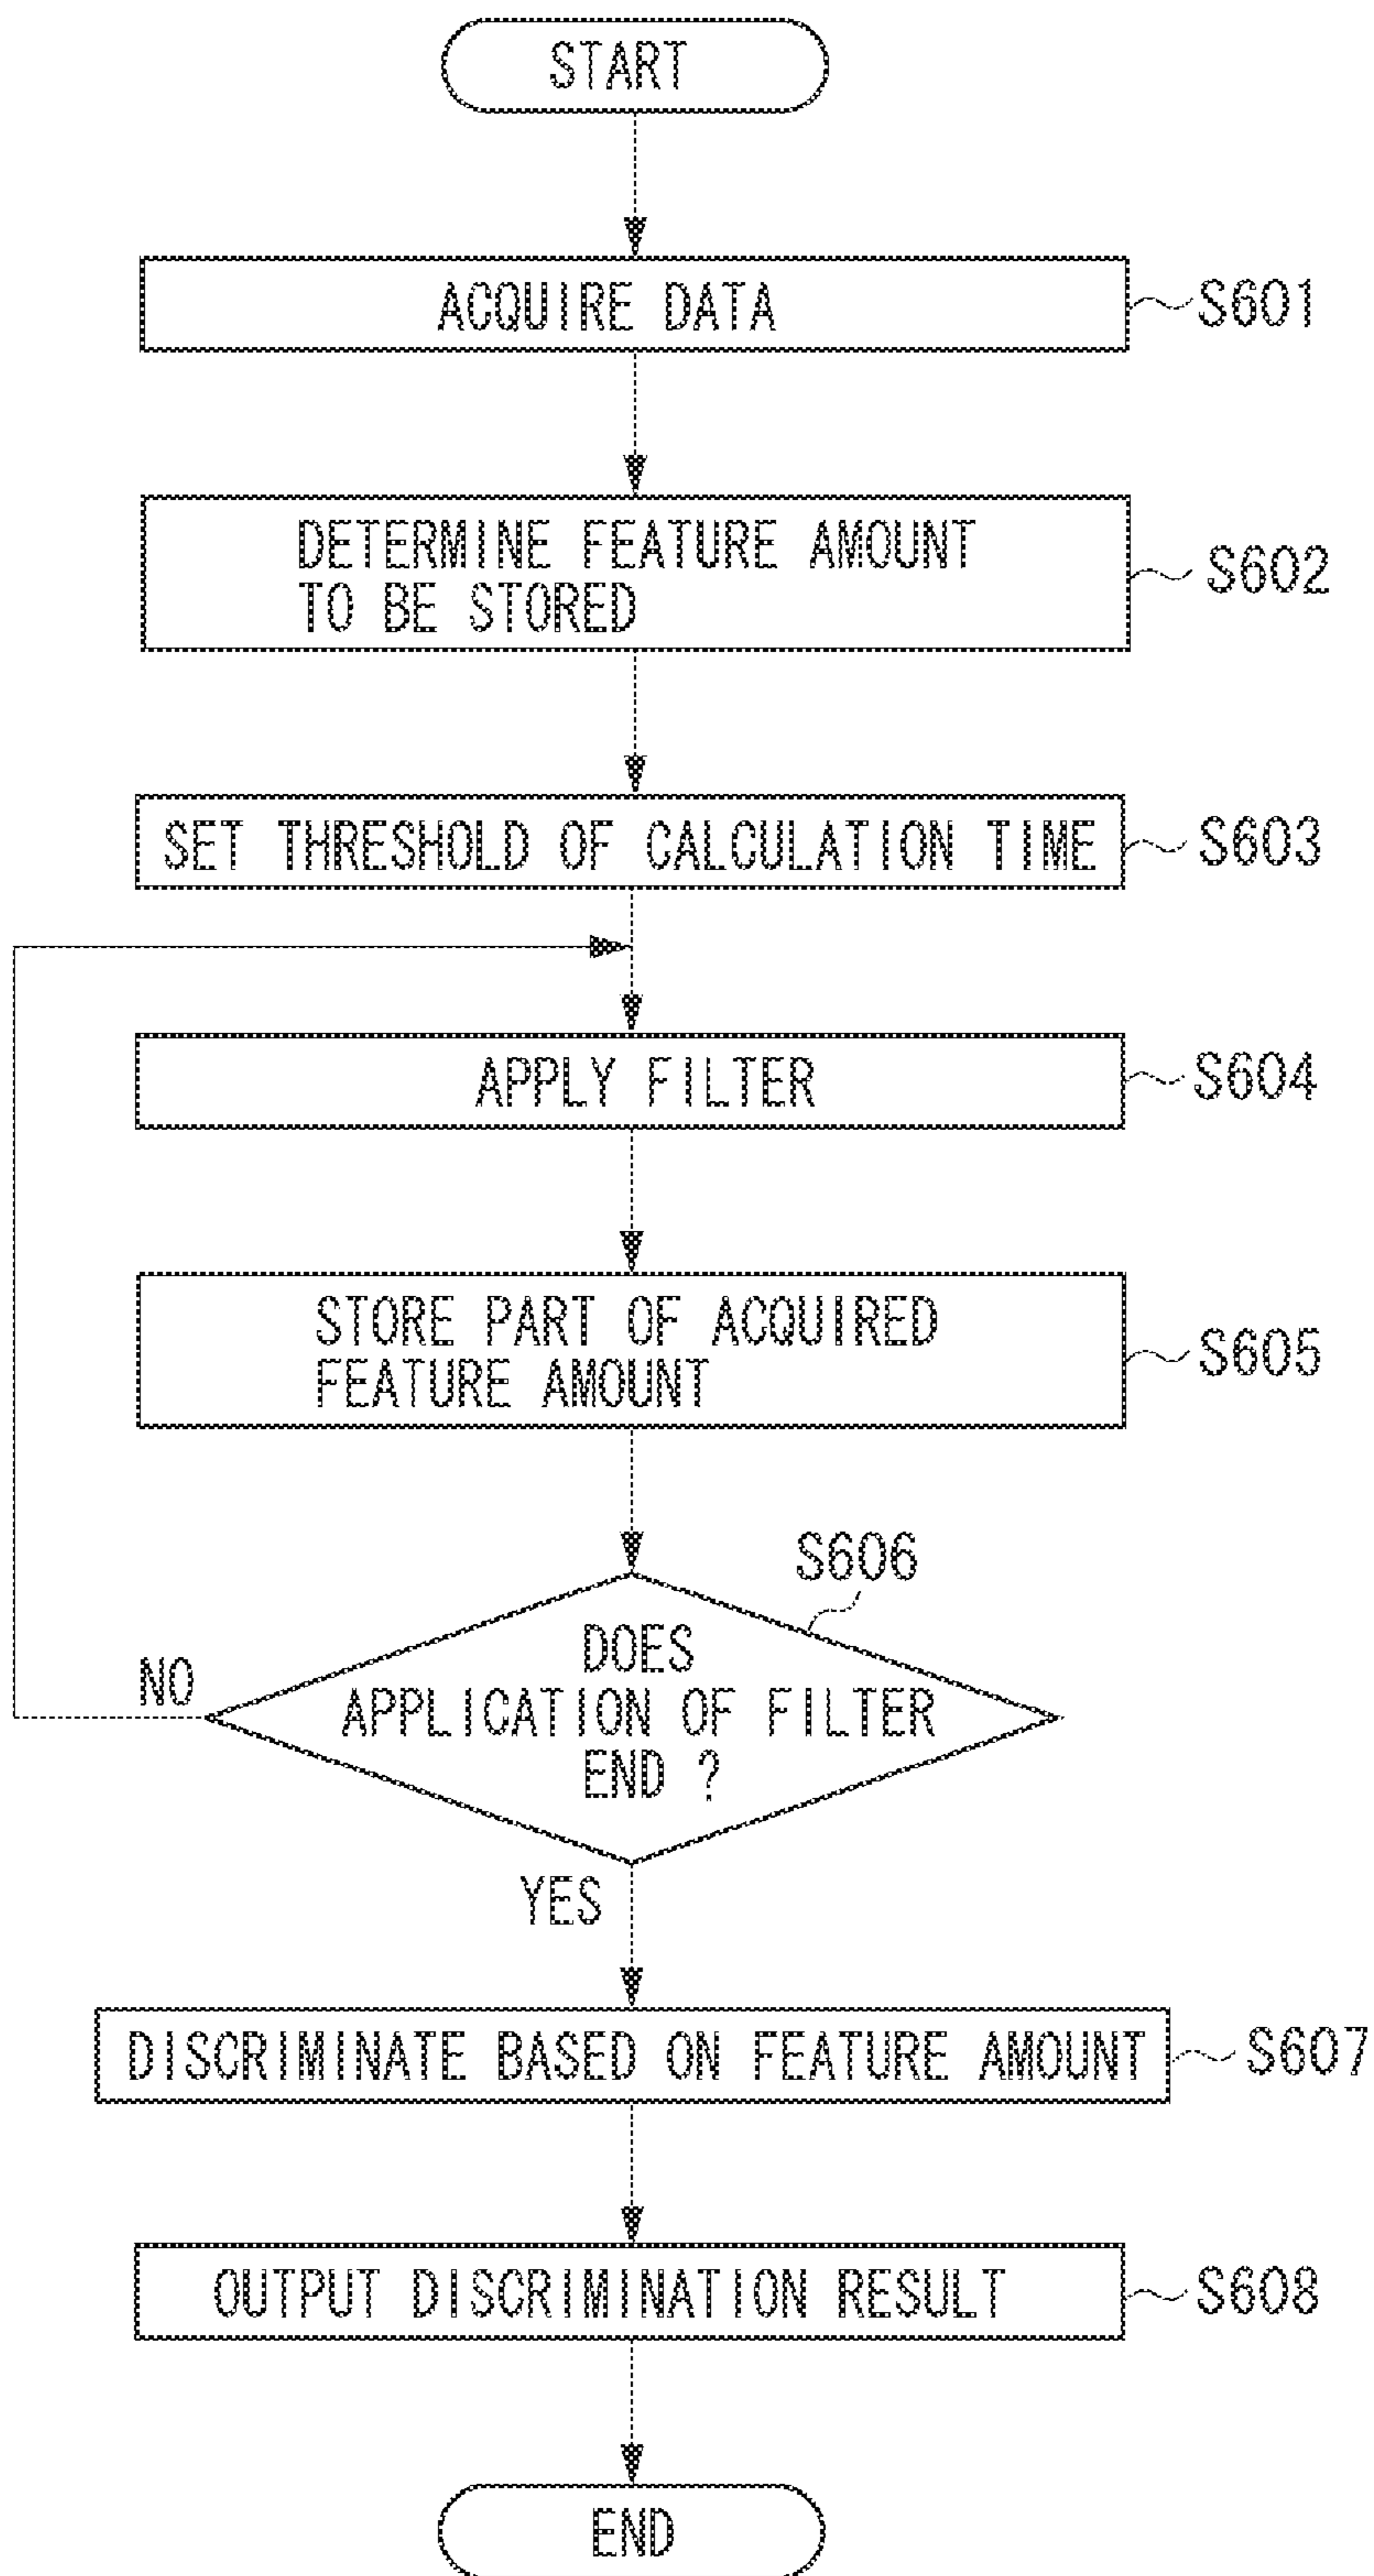 START
ACQUIRE DATA
S601
DETERMINE FEATURE AMOUNT
TO BE STORED
S602
SET THRESHOLD OF CALCULATION TIME
S603
APPLY FILTER
S604
STORE PART OF ACQUIRED
FEATURE AMOUNT
S605
S606
DOES
APPLICATION OF FILTER
END ?
NO
YES
DISCRIMINATE BASED ON FEATURE AMOUNT
S607
OUTPUT DISCRIMINATION RESULT
S608
END